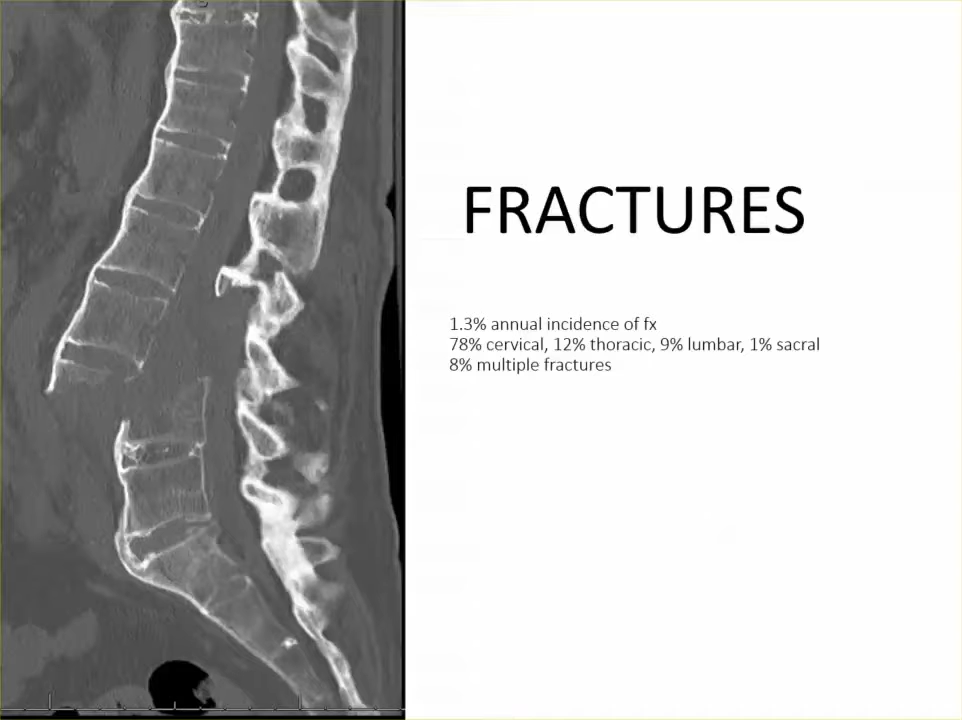 FRACTURES
1.3% annual incidence of fx
78% cervical, 12% thoracic, 9% lumbar, 1% sacral
8% multiple fractures